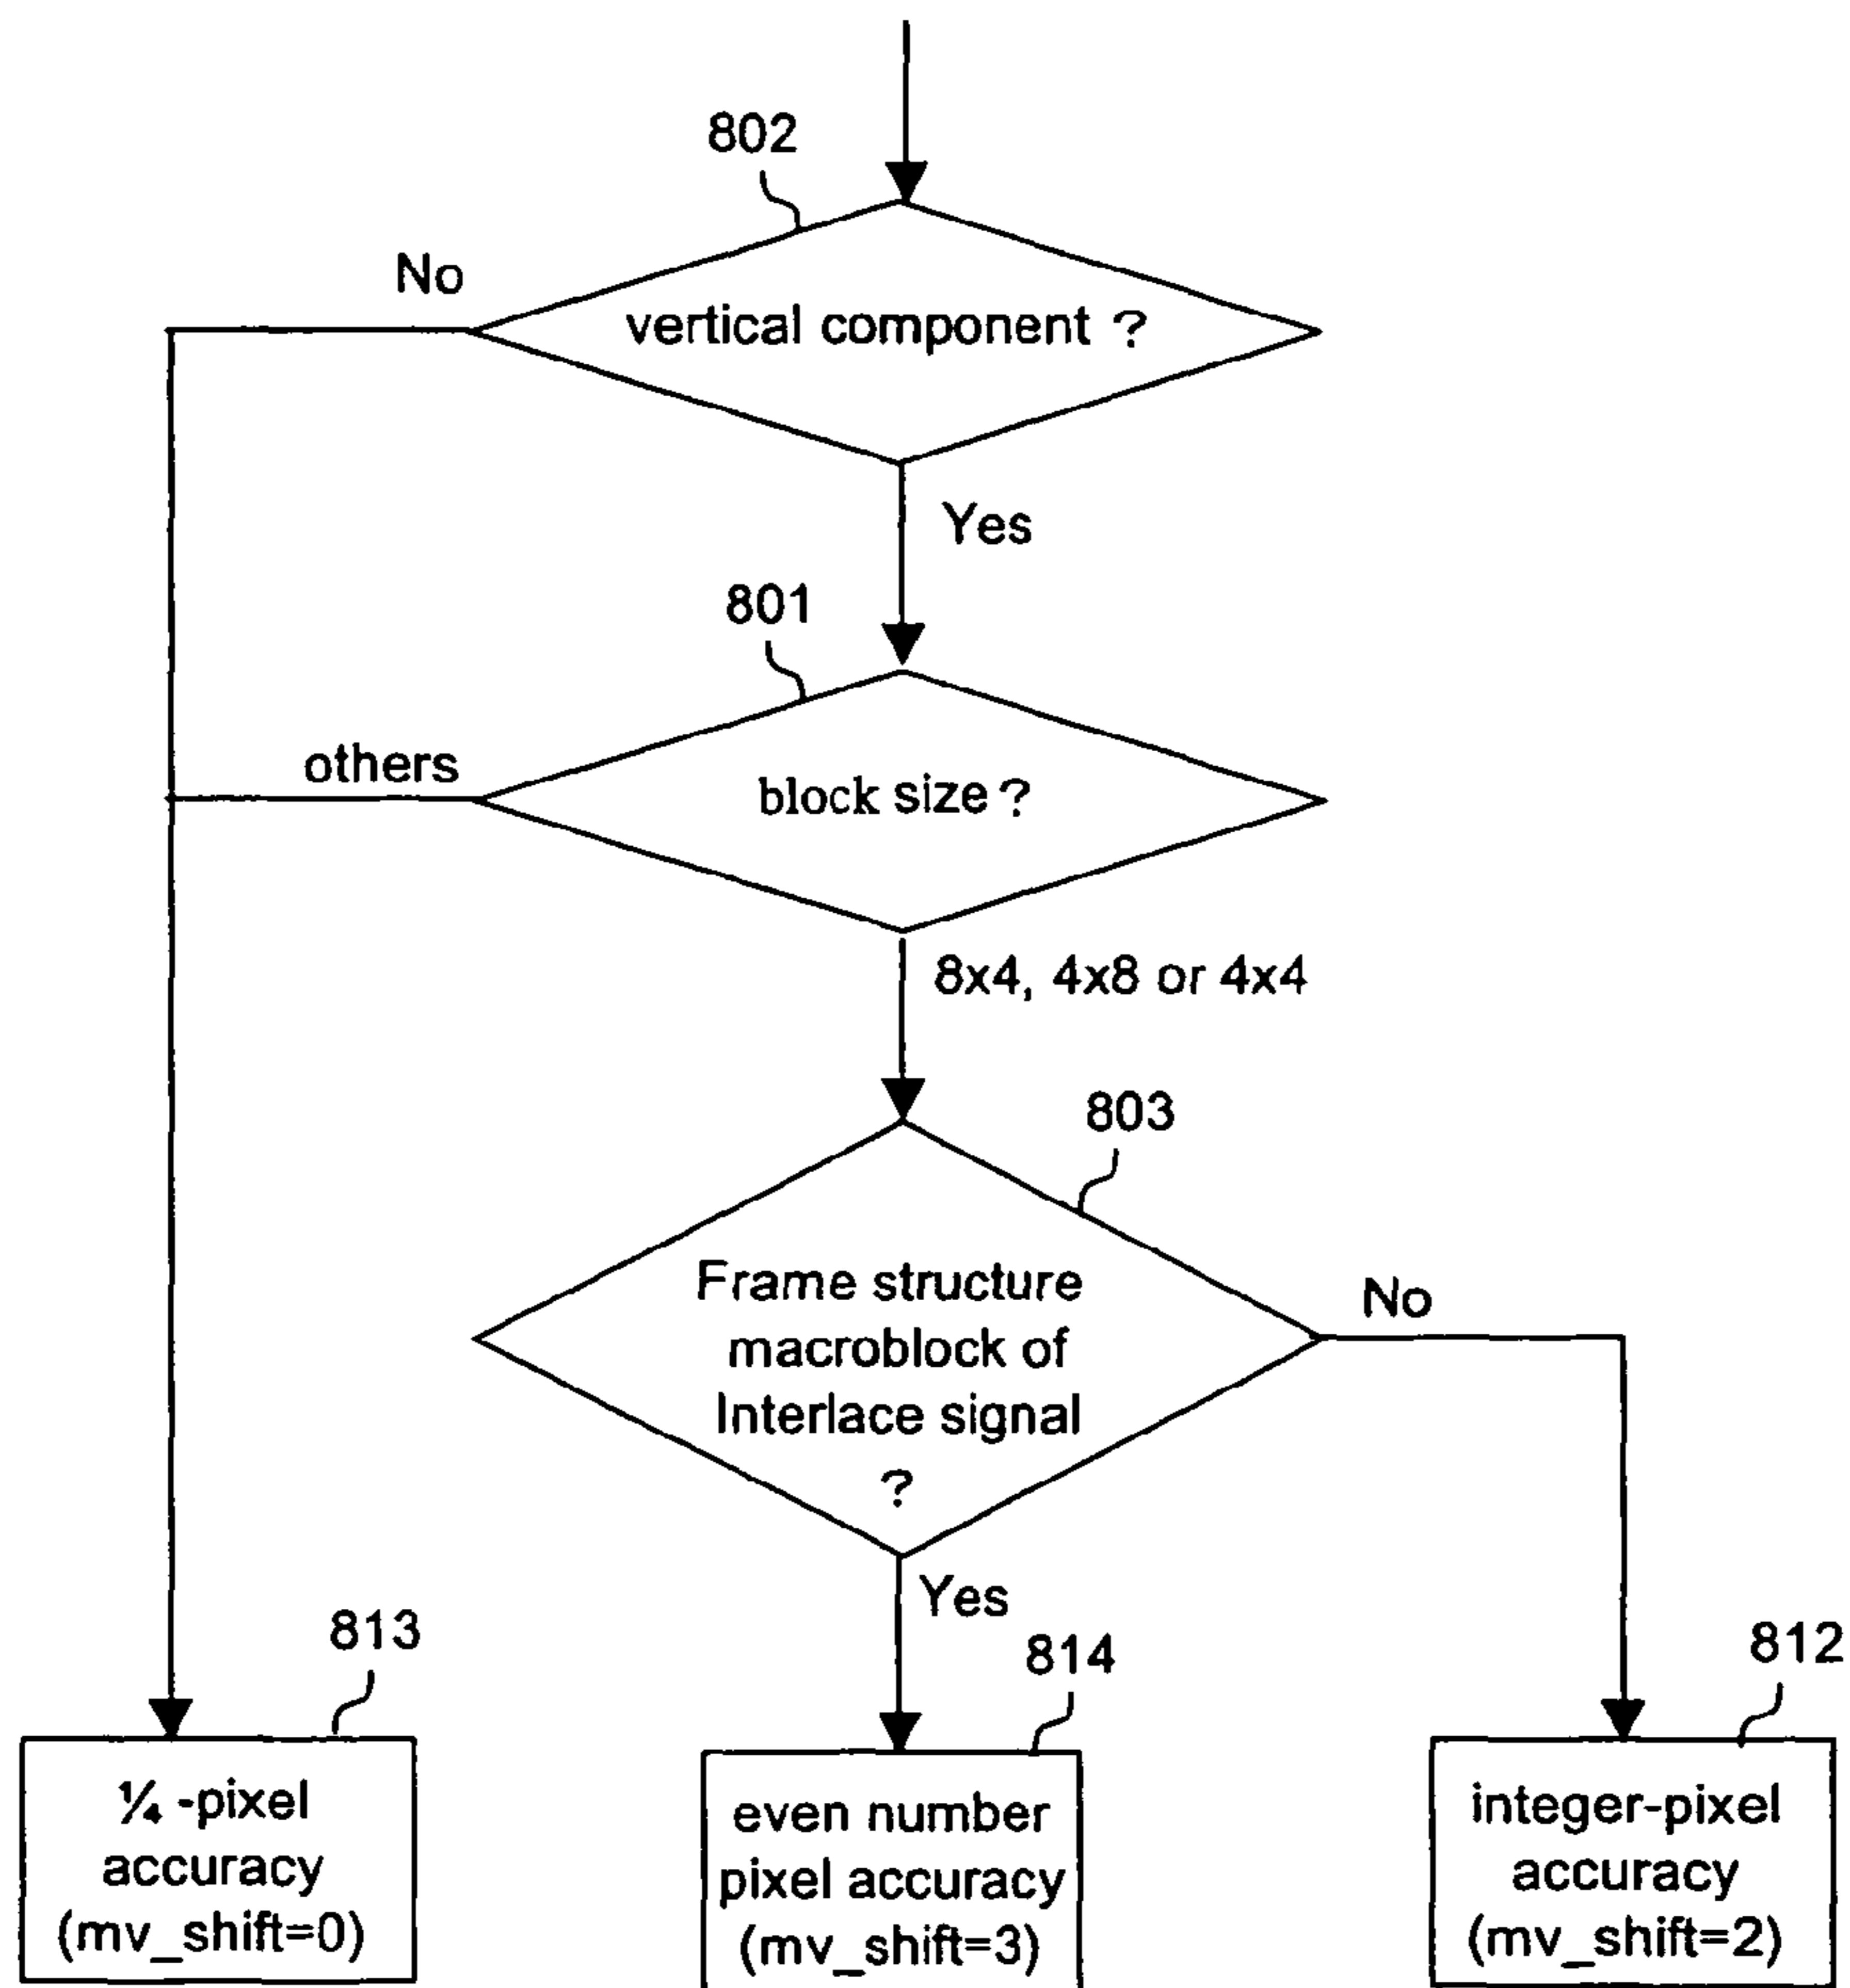 802
No
vertical component ?
Yes
801
others
block size ?
8x4, 4x8 or 4x4
803
Frame structure
macroblock of
Interlace signal
?
No
Yes
813
814
812
¼ -pixel
accuracy
(mv_shift=0)
even number
pixel accuracy
(mv_shift=3)
integer-pixel
accuracy
(mv_shift=2)